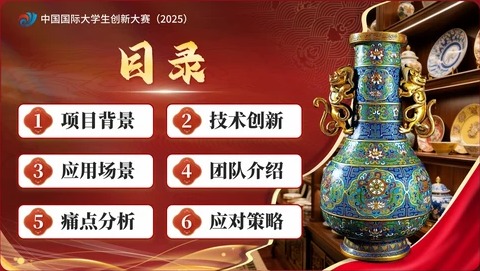 中国国际大学生创新大赛（2025）
目录
1 项目背景
2 技术创新
3 应用场景
4 团队介绍
5 痛点分析
6 应对策略